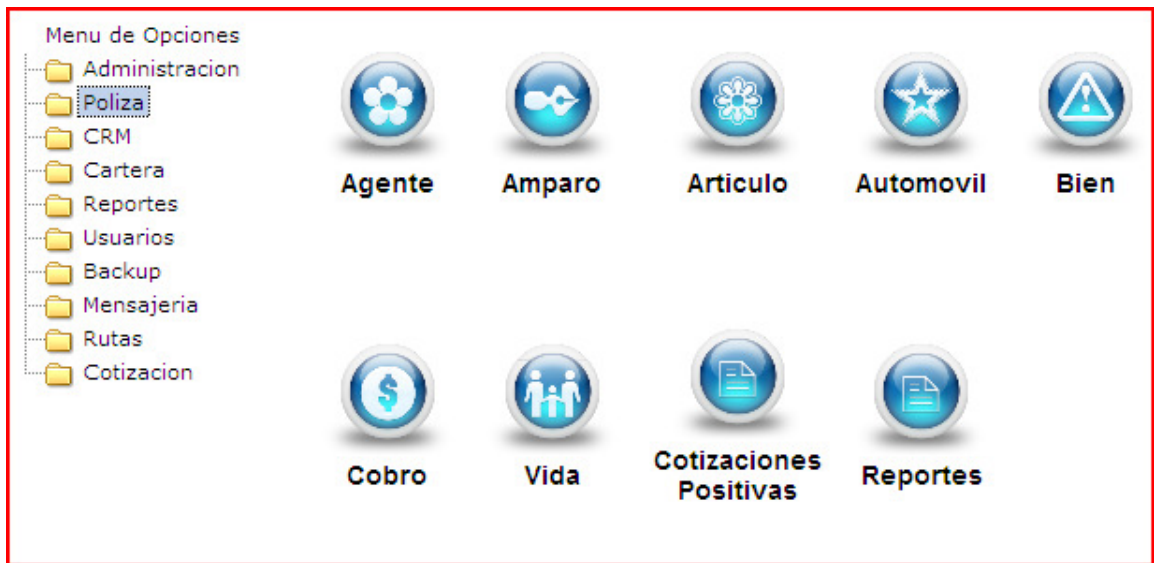 Menu de Opciones
Administracion
Poliza
CRM
Cartera
Reportes
Usuarios
Backup
Mensajeria
Rutas
Cotizacion
Agente
Amparo
Articulo
Automovil
Bien
Cobro
Vida
Cotizaciones
Positivas
Reportes